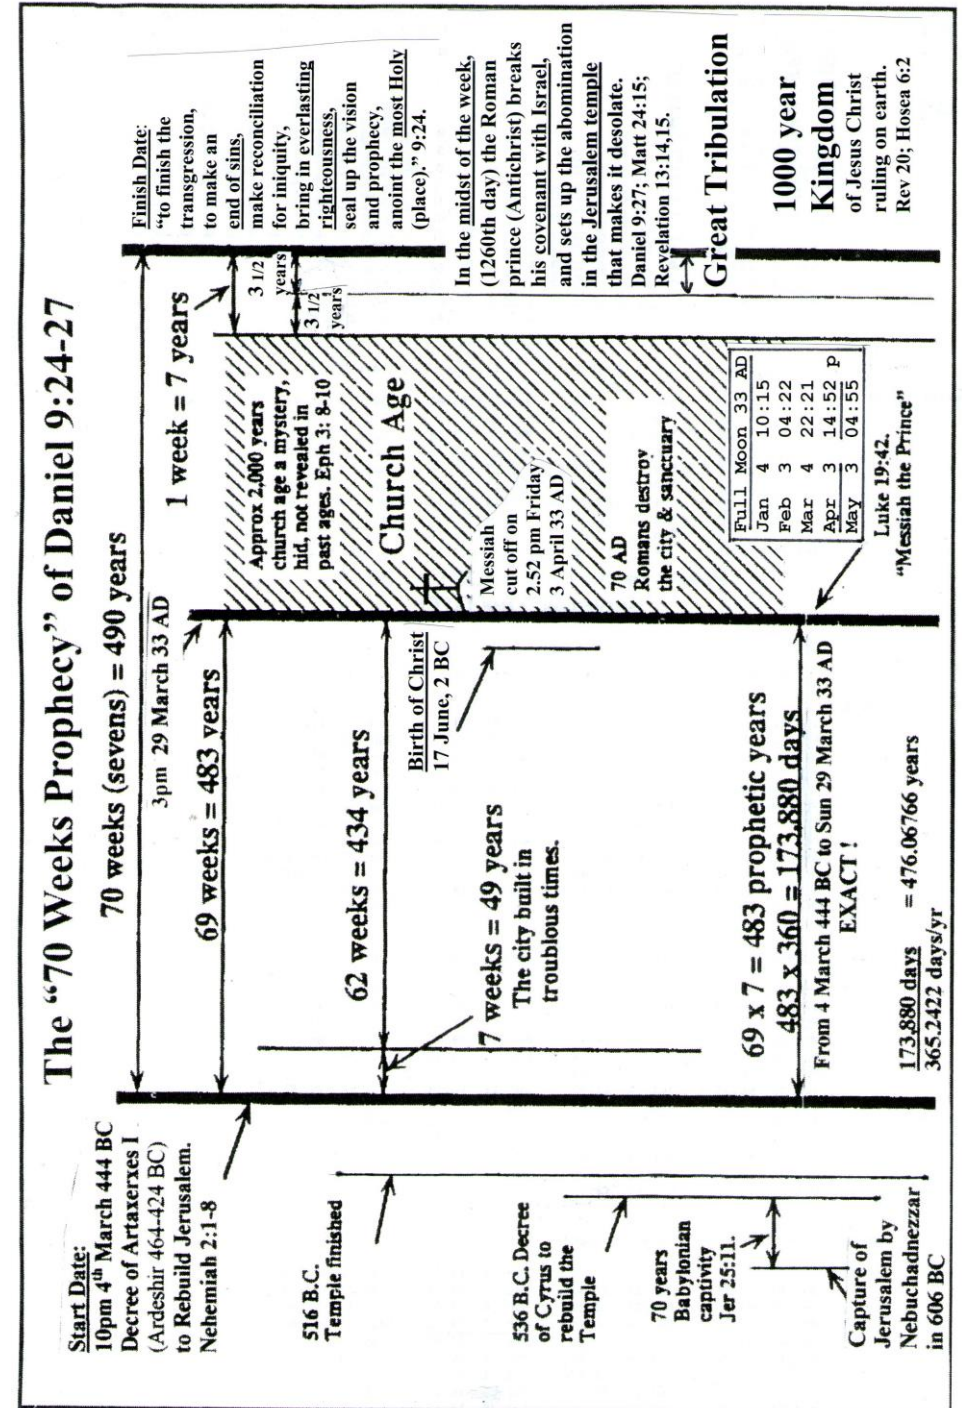 The “70 Weeks Prophecy” of Daniel 9:24-27
Start Date:
10pm 4th March 444 BC
Decree of Artaxerxes I
(Ardeshir 464-424 BC)
to Rebuild Jerusalem.
Nehemiah 2:1-8
516 B.C.
Temple finished
536 B.C. Decree
of Cyrus to
rebuild the
Temple
70 years
Babylonian
captivity
Jer 25:11.
Capture of
Jerusalem by
Nebuchadnezzar
in 606 BC
70 weeks (sevens) = 490 years
3pm 29 March 33 AD
69 weeks = 483 years
62 weeks = 434 years
7 weeks = 49 years
The city built in
troublous times.
Birth of Christ
17 June, 2 BC
69 x 7 = 483 prophetic years
483 x 360 = 173,880 days
From 4 March 444 BC to Sun 29 March 33 AD
EXACT !
173,880 days = 476.06766 years
365.2422 days/yr
1 week = 7 years
Approx 2,000 years
church age a mystery,
hid, not revealed in
past ages. Eph 3: 8-10
Church Age
Messiah
cut off on
2.52 pm Friday
3 April 33 AD
70 AD
Romans destroy
the city & sanctuary
Full Moon 33 AD
Jan 4 10:15
Feb 3 04:22
Mar 4 22:21
Apr 3 14:52 p
May 3 04:55
Luke 19:42.
“Messiah the Prince”
3 1/2
years
3 1/2
years
Finish Date:
“to finish the
transgression,
to make an
end of sins,
make reconciliation
for iniquity,
bring in everlasting
righteousness,
seal up the vision
and prophecy,
anoint the most Holy
(place).” 9:24.
In the midst of the week,
(1260th day) the Roman
prince (Antichrist) breaks
his covenant with Israel,
and sets up the abomination
in the Jerusalem temple
that makes it desolate.
Daniel 9:27; Matt 24:15;
Revelation 13:14,15.
Great Tribulation
1000 year
Kingdom
of Jesus Christ
ruling on earth.
Rev 20; Hosea 6:2